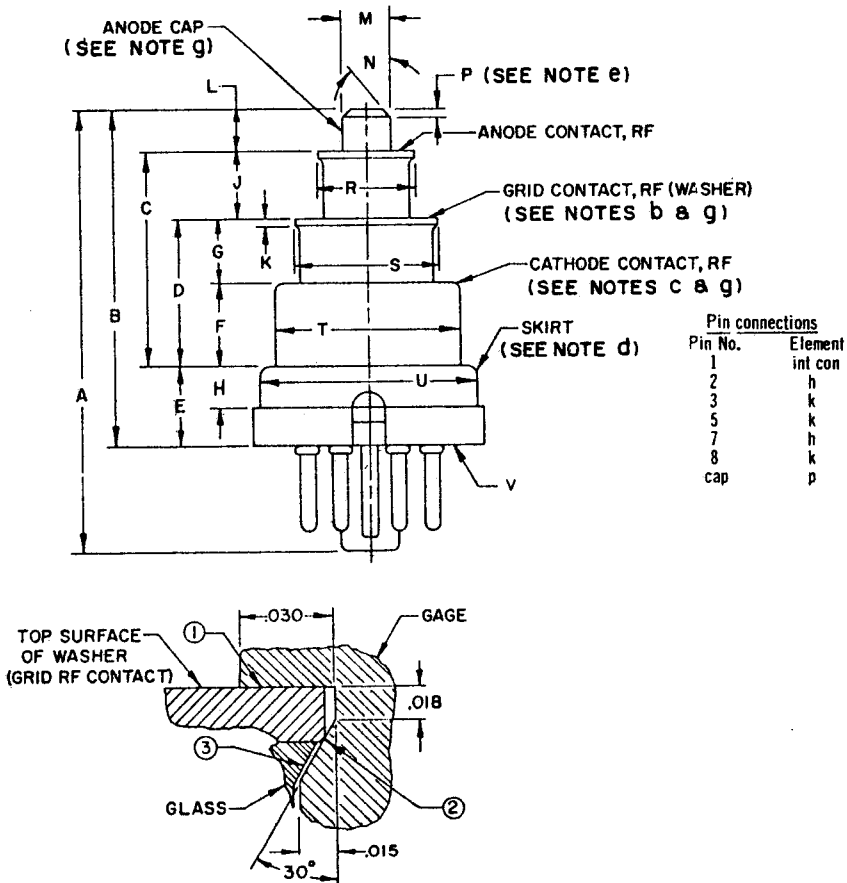 M
ANODE CAP
(SEE NOTE g)
N
P (SEE NOTE e)
L
ANODE CONTACT, RF
J
R
C
GRID CONTACT, RF (WASHER)
(SEE NOTES b & g)
G
K
S
CATHODE CONTACT, RF
(SEE NOTES c & g)
D
B
F
T
SKIRT
(SEE NOTE d)
A
H
U
E
V
Pin connections
Pin No. Element
1 int con
2 h
3 k
5 k
7 h
8 k
cap p
.030
GAGE
TOP SURFACE
OF WASHER
(GRID RF CONTACT)
1
.018
3
GLASS
2
.015
30°